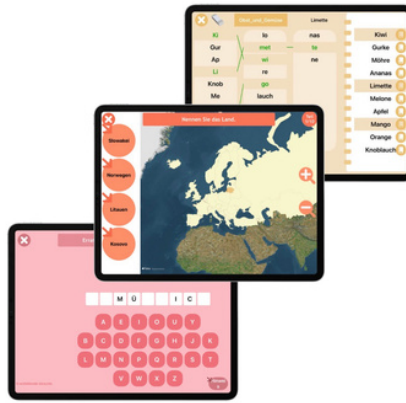 Obst_und_Gemüse Limette
Ki lo nas
Gur met te
Ap wi ne
Li re
Knob go
Me lauch
Kiwi
Gurke
Möhre
Ananas
Limette
Melone
Apfel
Mango
Orange
Knoblauch
Nennen Sie das Land.
Slowakei
Norwegen
Litauen
Kosovo
M Ü I C
A E I O U Y
B C D F G H J K
L M N P Q R S T
V W X Z